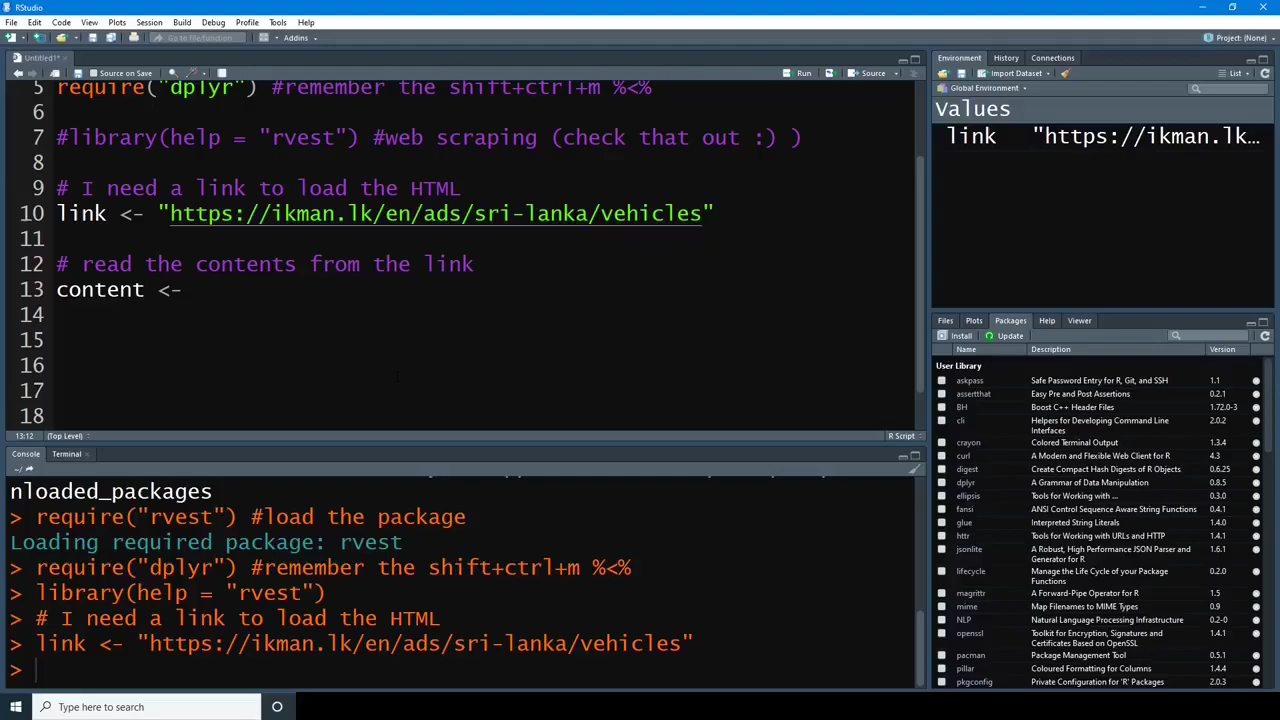 RStudio
File Edit Code View Plots Session Build Debug Profile Tools Help
Go to file/function Addins Project: (None)
Untitled1*
Source on Save Run Source
5 require("dplyr") #remember the shift+ctrl+m %<%
6
7 #library(help = "rvest") #web scraping (check that out :) )
8
9 # I need a link to load the HTML
10 link <- "https://ikman.lk/en/ads/sri-lanka/vehicles"
11
12 # read the contents from the link
13 content <-
14
15
16
17
18
13:12 (Top Level) R Script
Console Terminal
~/
nloaded_packages
> require("rvest") #load the package
Loading required package: rvest
> require("dplyr") #remember the shift+ctrl+m %<%
> library(help = "rvest")
> # I need a link to load the HTML
> link <- "https://ikman.lk/en/ads/sri-lanka/vehicles"
>
Environment History Connections
Import Dataset List
Global Environment
Values
link "https://ikman.lk…
Files Plots Packages Help Viewer
Install Update
Name Description Version
User Library
askpass Safe Password Entry for R, Git, and SSH 1.1
assertthat Easy Pre and Post Assertions 0.2.1
BH Boost C++ Header Files 1.72.0-3
cli Helpers for Developing Command Line Interfaces 2.0.2
crayon Colored Terminal Output 1.3.4
curl A Modern and Flexible Web Client for R 4.3
digest Create Compact Hash Digests of R Objects 0.6.25
dplyr A Grammar of Data Manipulation 0.8.5
ellipsis Tools for Working with ... 0.3.0
fansi ANSI Control Sequence Aware String Functions 0.4.1
glue Interpreted String Literals 1.4.0
httr Tools for Working with URLs and HTTP 1.4.1
jsonlite A Robust, High Performance JSON Parser and Generator for R 1.6.1
lifecycle Manage the Life Cycle of your Package Functions 0.2.0
magrittr A Forward-Pipe Operator for R 1.5
mime Map Filenames to MIME Types 0.9
NLP Natural Language Processing Infrastructure 0.2-0
openssl Toolkit for Encryption, Signatures and Certificates Based on OpenSSL 1.4.1
pacman Package Management Tool 0.5.1
pillar Coloured Formatting for Columns 1.4.4
pkgconfig Private Configuration for 'R' Packages 2.0.3
Type here to search